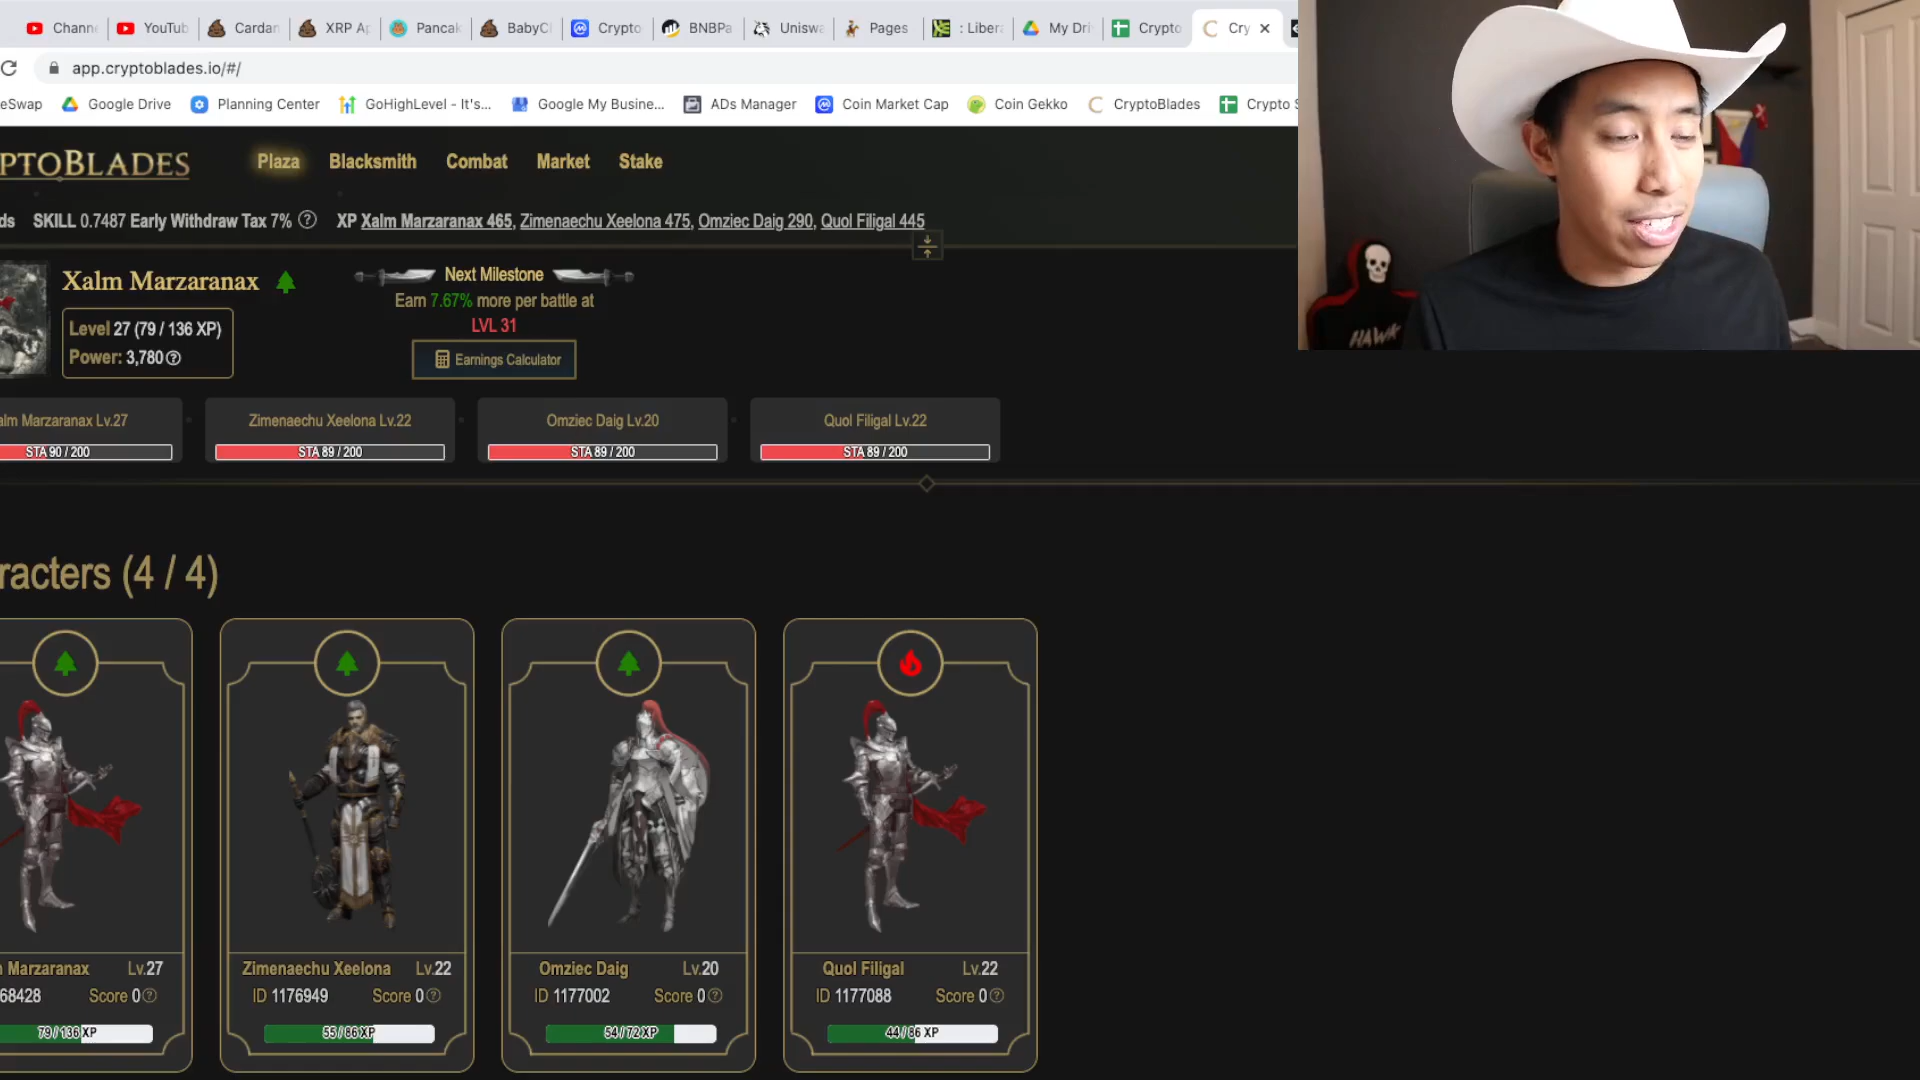 Chann
YouTub
Cardan
XRP Ap
Pancak
BabyCl
Crypto
BNBPa
Uniswa
Pages
: Libera
My Dri
Crypto
Cry
app.cryptoblades.io/#/
eSwap
Google Drive
Planning Center
GoHighLevel - It's...
Google My Busine...
ADs Manager
Coin Market Cap
Coin Gekko
CryptoBlades
Crypto S
PTOBLADES
Plaza
Blacksmith
Combat
Market
Stake
ds SKILL 0.7487 Early Withdraw Tax 7% XP Xalm Marzaranax 465, Zimenaechu Xeelona 475, Omziec Daig 290, Quol Filigal 445
Xalm Marzaranax
Level 27 (79 / 136 XP)
Power: 3,780
Next Milestone
Earn 7.67% more per battle at
LVL 31
Earnings Calculator
alm Marzaranax Lv.27
STA 90 / 200
Zimenaechu Xeelona Lv.22
STA 89 / 200
Omziec Daig Lv.20
STA 89 / 200
Quol Filigal Lv.22
STA 89 / 200
racters (4 / 4)
Marzaranax Lv.27
68428 Score 0
79 / 136 XP
Zimenaechu Xeelona Lv.22
ID 1176949 Score 0
55 / 86 XP
Omziec Daig Lv.20
ID 1177002 Score 0
54 / 72 XP
Quol Filigal Lv.22
ID 1177088 Score 0
44 / 86 XP
HAWK